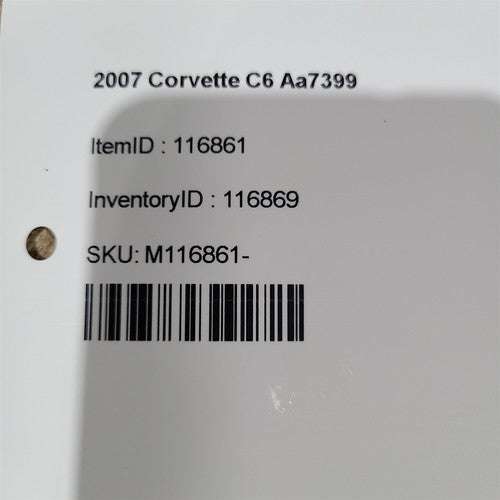 2007 Corvette C6 Aa7399
ItemID : 116861
InventoryID : 116869
SKU: M116861-